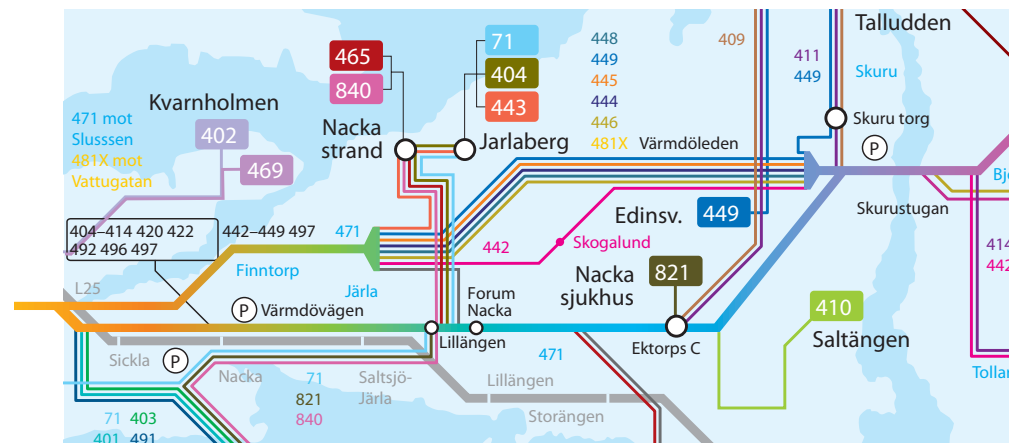 Talludden
465
840
71
404
443
448
449
445
444
446
481X
Värmdöleden
409
411
449
Skuru
Kvarnholmen
402
469
471 mot
Slusssen
481X mot
Vattugatan
Nacka
strand
Jarlaberg
Skuru torg
P
Edinsv.
449
Skurustugan
404–414 420 422
492 496 497
442–449 497
471
442
Skogalund
Finntorp
Järla
Nacka
sjukhus
821
414
442
L25
P
Värmdövägen
Forum
Nacka
410
Saltängen
Lillängen
Ektorps C
Sickla
P
Nacka
Saltsjö-
Järla
471
Lillängen
Storängen
71
821
840
71 403
401 491